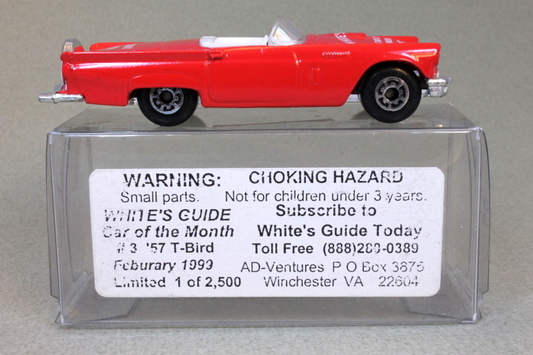 WARNING: CHOKING HAZARD
Small parts. Not for children under 3 years.
WHITE'S GUIDE
Car of the Month
#3 '57 T-Bird
Feburary 1999
Limited 1 of 2,500
Subscribe to
White's Guide Today
Toll Free (888)280-0389
AD-Ventures P O Box 3875
Winchester VA 22604